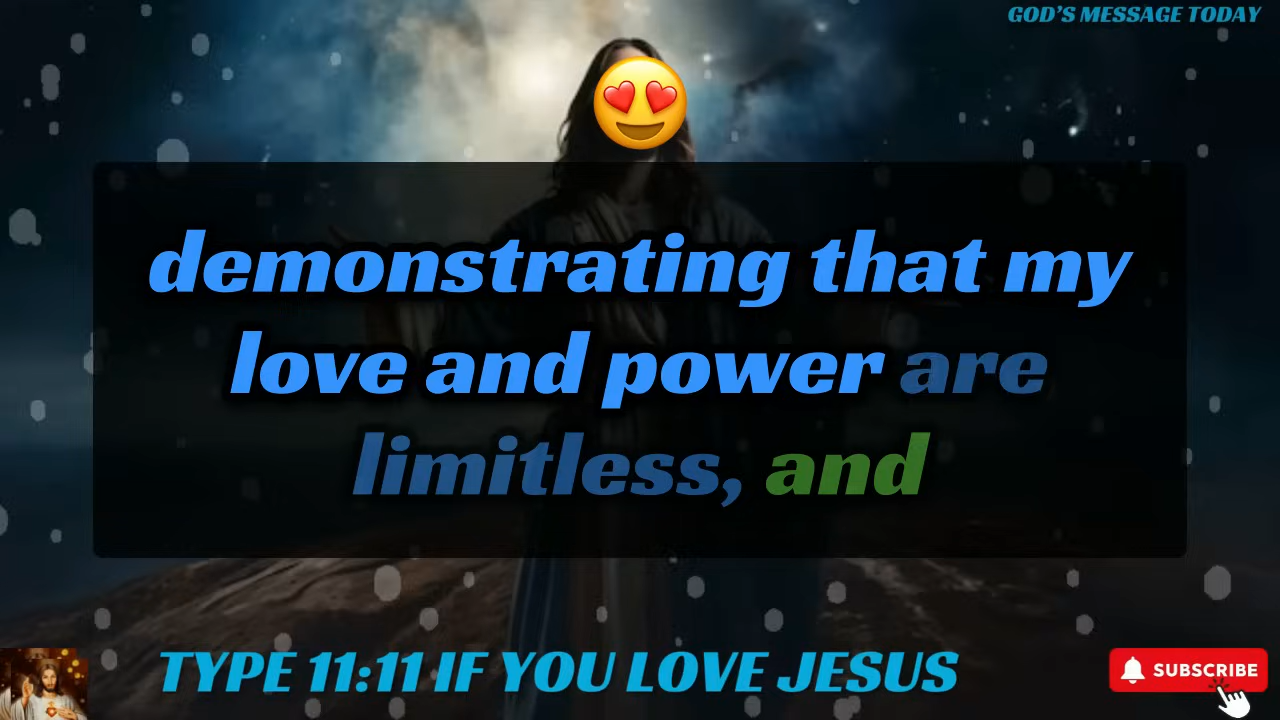 GOD'S MESSAGE TODAY
demonstrating that my
love and power are
limitless, and
TYPE 11:11 IF YOU LOVE JESUS
SUBSCRIBE